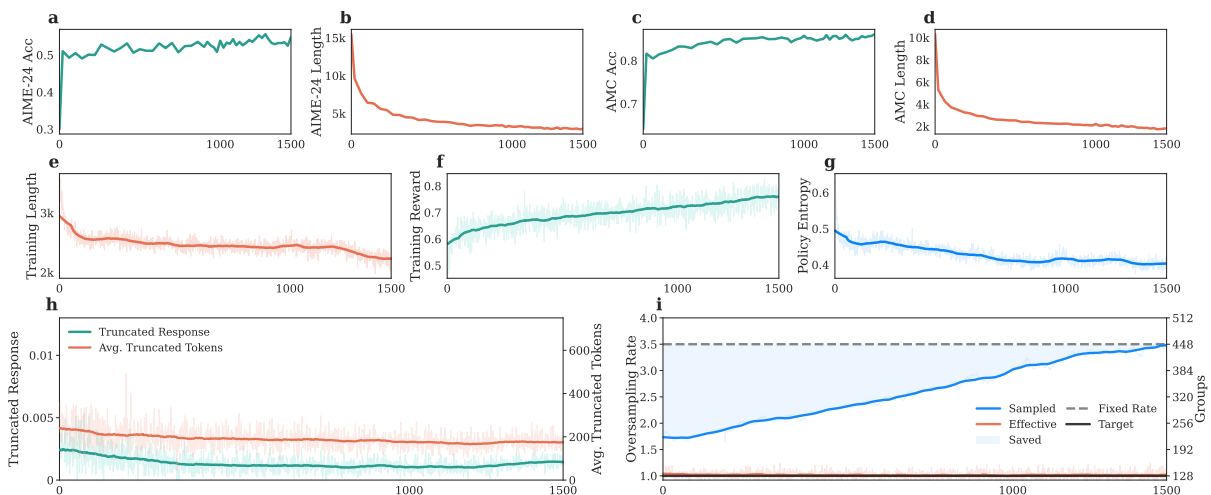 a
AIME-24 Acc
0.5
0.4
0.3
0
1000
1500
b
AIME-24 Length
15k
10k
5k
0
1000
1500
c
AMC Acc
0.8
0.7
0
1000
1500
d
AMC Length
10k
8k
6k
4k
2k
0
1000
1500
e
Training Length
3k
2k
0
1000
1500
f
Training Reward
0.8
0.7
0.6
0.5
0
1000
1500
g
Policy Entropy
0.6
0.5
0.4
0
1000
1500
h
Truncated Response
0.01
0.005
0
Truncated Response
Avg. Truncated Tokens
600
400
200
0
Avg. Truncated Tokens
0
1000
1500
i
Oversampling Rate
4.0
3.5
3.0
2.5
2.0
1.5
1.0
Sampled
Effective
Saved
Fixed Rate
Target
512
448
384
320
256
192
128
Groups
0
1000
1500